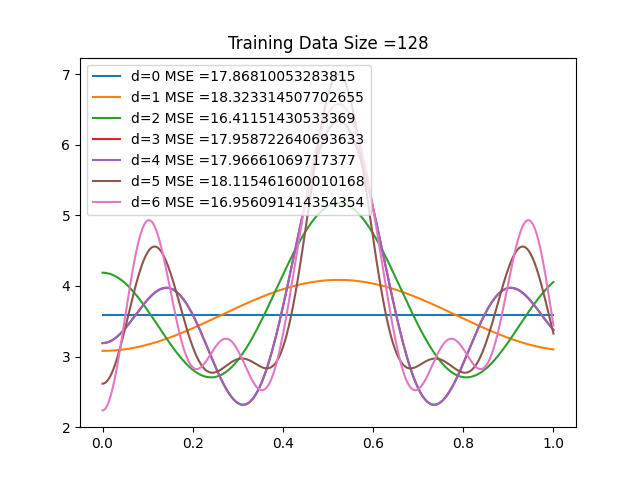 Training Data Size =128
d=0 MSE =17.86810053283815
d=1 MSE =18.323314507702655
d=2 MSE =16.41151430533369
d=3 MSE =17.958722640693633
d=4 MSE =17.96661069717377
d=5 MSE =18.115461600010168
d=6 MSE =16.956091414354354
7
6
5
4
3
2
0.0 0.2 0.4 0.6 0.8 1.0